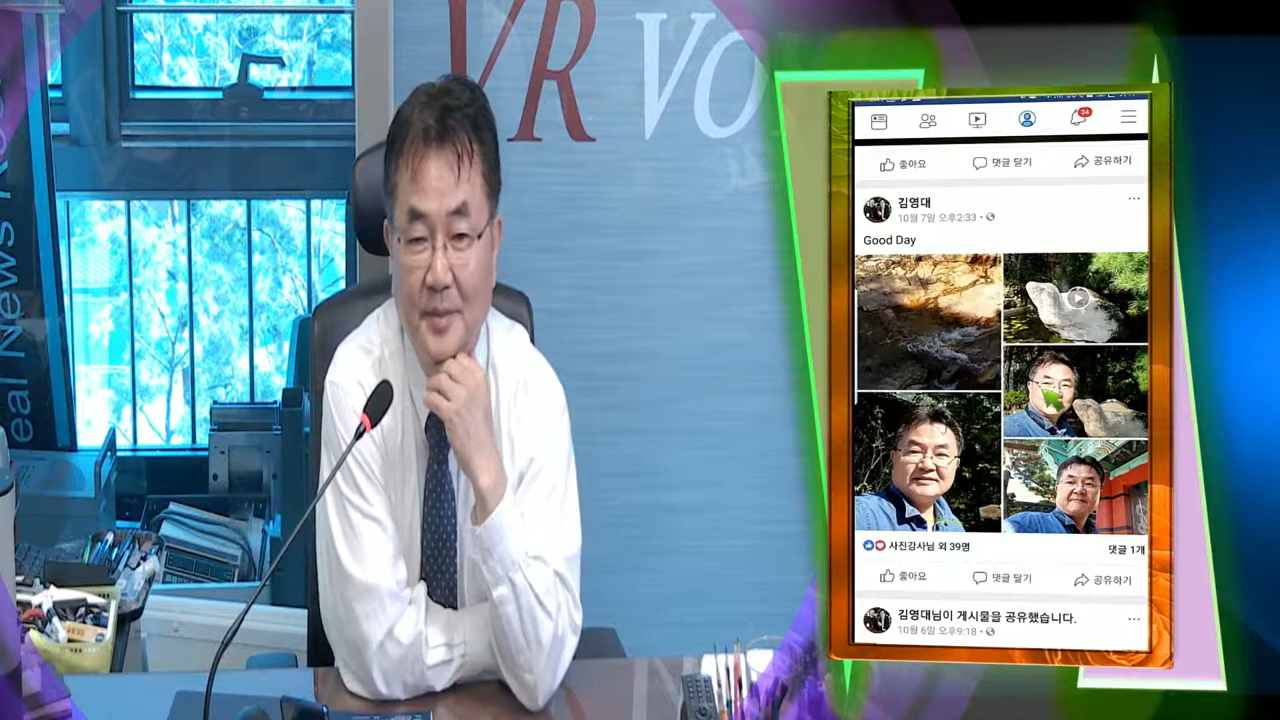 VR VO
eal News
34
좋아요 댓글 달기 공유하기
김영대
10월 7일 오후2:33
Good Day
사진강사님 외 39명 댓글 1개
좋아요 댓글 달기 공유하기
김영대님이 게시물을 공유했습니다.
10월 6일 오후9:18